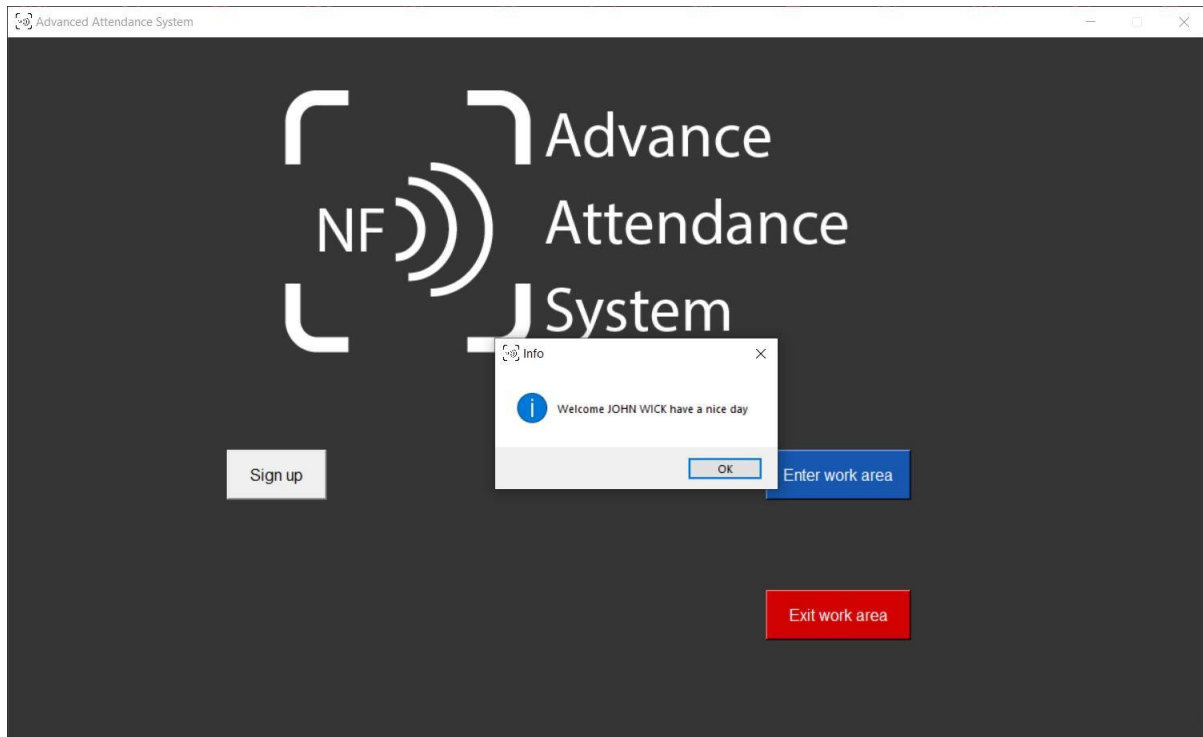 Advanced Attendance System
Advance
NF
Attendance
System
Info
Welcome JOHN WICK have a nice day
OK
Sign up
Enter work area
Exit work area